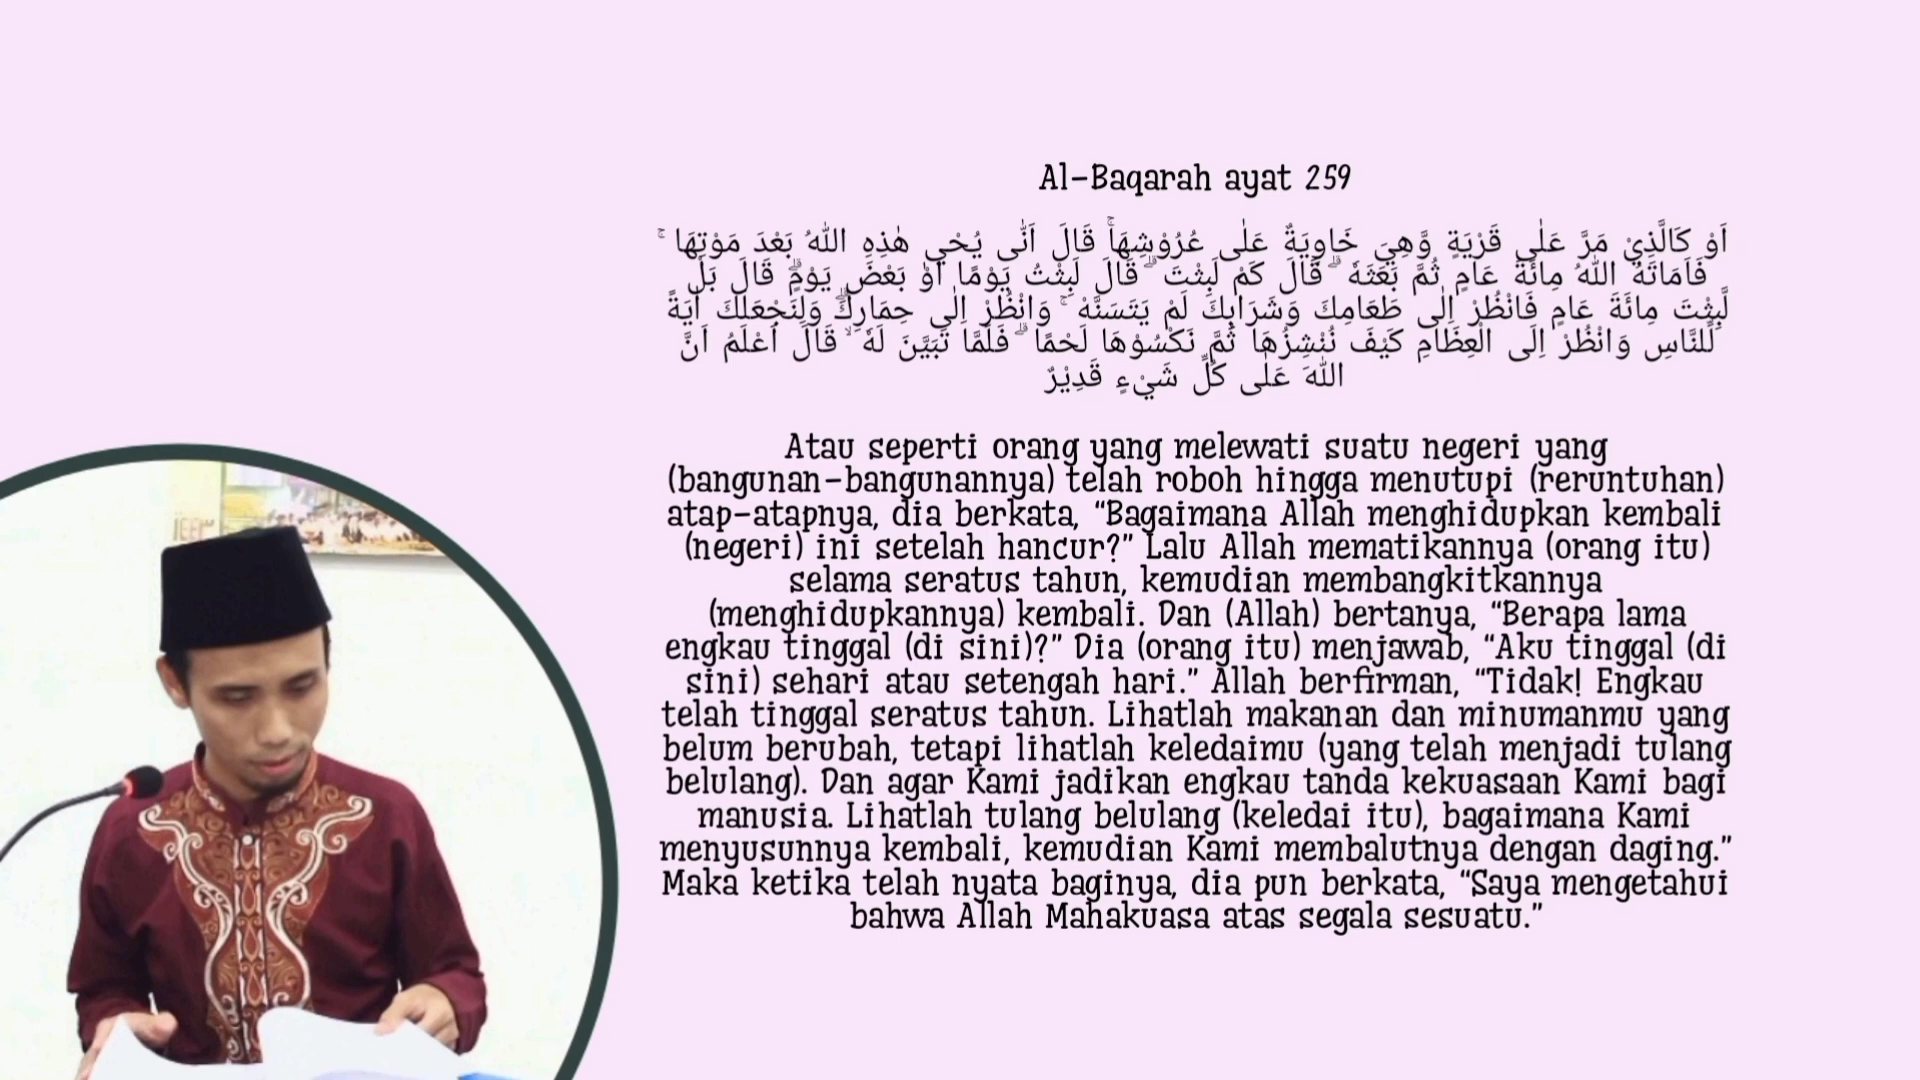 Al-Baqarah ayat 259
اَوْ كَالَّذِيْ مَرَّ عَلٰى قَرْيَةٍ وَّهِيَ خَاوِيَةٌ عَلٰى عُرُوْشِهَاۚ قَالَ اَنّٰى يُحْيٖ هٰذِهِ اللّٰهُ بَعْدَ مَوْتِهَا ۚ
فَاَمَاتَهُ اللّٰهُ مِائَةَ عَامٍ ثُمَّ بَعَثَهٗ ۗ قَالَ كَمْ لَبِثْتَ ۗ قَالَ لَبِثْتُ يَوْمًا اَوْ بَعْضَ يَوْمٍۗ قَالَ بَلْ
لَّبِثْتَ مِائَةَ عَامٍ فَانْظُرْ اِلٰى طَعَامِكَ وَشَرَابِكَ لَمْ يَتَسَنَّهْ ۚ وَانْظُرْ اِلٰى حِمَارِكَۗ وَلِنَجْعَلَكَ اٰيَةً
لِّلنَّاسِ وَانْظُرْ اِلَى الْعِظَامِ كَيْفَ نُنْشِزُهَا ثُمَّ نَكْسُوْهَا لَحْمًا ۗ فَلَمَّا تَبَيَّنَ لَهٗ ۙ قَالَ اَعْلَمُ اَنَّ
اللّٰهَ عَلٰى كُلِّ شَيْءٍ قَدِيْرٌ
Atau seperti orang yang melewati suatu negeri yang
(bangunan-bangunannya) telah roboh hingga menutupi (reruntuhan)
atap-atapnya, dia berkata, “Bagaimana Allah menghidupkan kembali
(negeri) ini setelah hancur?” Lalu Allah mematikannya (orang itu)
selama seratus tahun, kemudian membangkitkannya
(menghidupkannya) kembali. Dan (Allah) bertanya, “Berapa lama
engkau tinggal (di sini)?” Dia (orang itu) menjawab, “Aku tinggal (di
sini) sehari atau setengah hari.” Allah berfirman, “Tidak! Engkau
telah tinggal seratus tahun. Lihatlah makanan dan minumanmu yang
belum berubah, tetapi lihatlah keledaimu (yang telah menjadi tulang
belulang). Dan agar Kami jadikan engkau tanda kekuasaan Kami bagi
manusia. Lihatlah tulang belulang (keledai itu), bagaimana Kami
menyusunnya kembali, kemudian Kami membalutnya dengan daging.”
Maka ketika telah nyata baginya, dia pun berkata, “Saya mengetahui
bahwa Allah Mahakuasa atas segala sesuatu.”